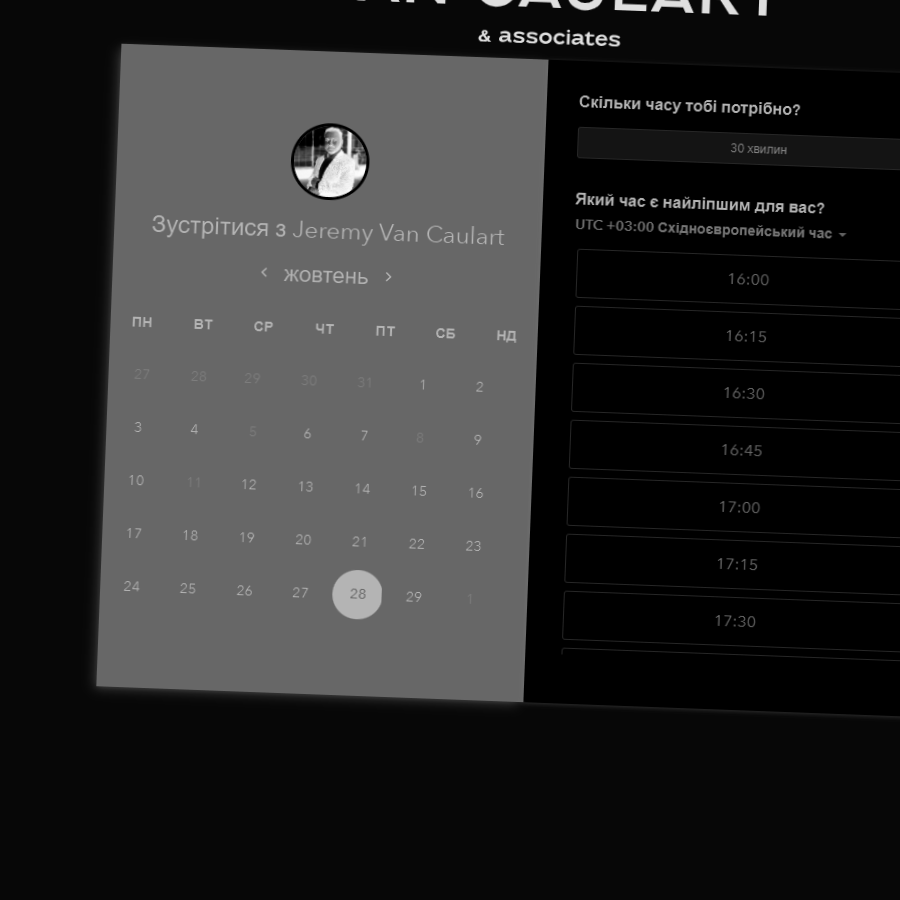 & associates
Зустрітися з Jeremy Van Caulart
жовтень
ПН ВТ СР ЧТ ПТ СБ НД
27 28 29 30 31 1 2
3 4 5 6 7 8 9
10 11 12 13 14 15 16
17 18 19 20 21 22 23
24 25 26 27 28 29 1
Скільки часу тобі потрібно?
30 хвилин
Який час є найліпшим для вас?
UTC +03:00 Східноєвропейський час
16:00
16:15
16:30
16:45
17:00
17:15
17:30